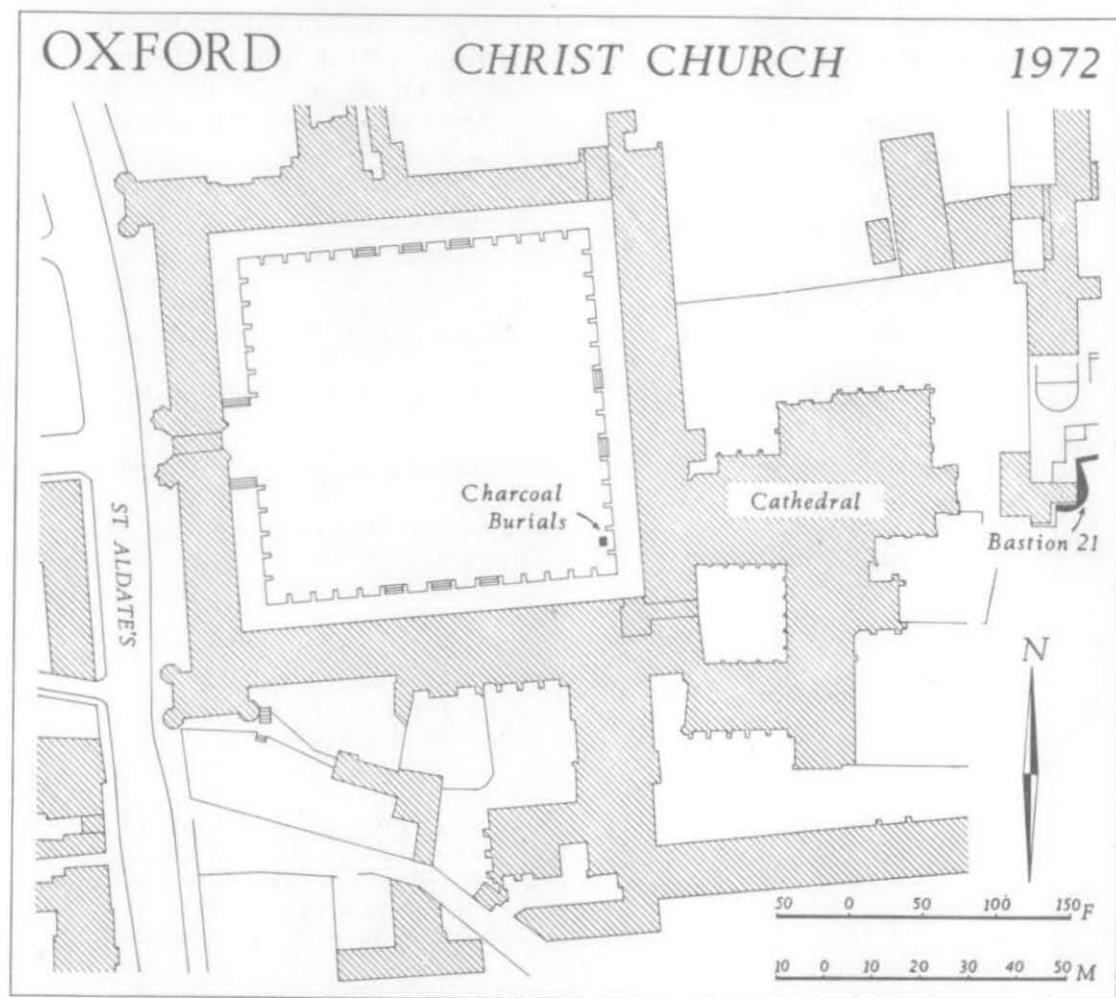 OXFORD CHRIST CHURCH 1972
Charcoal
Burials
Cathedral
Bastion 21
ST ALDATE'S
N
50 0 50 100 150 F
10 0 10 20 30 40 50 M